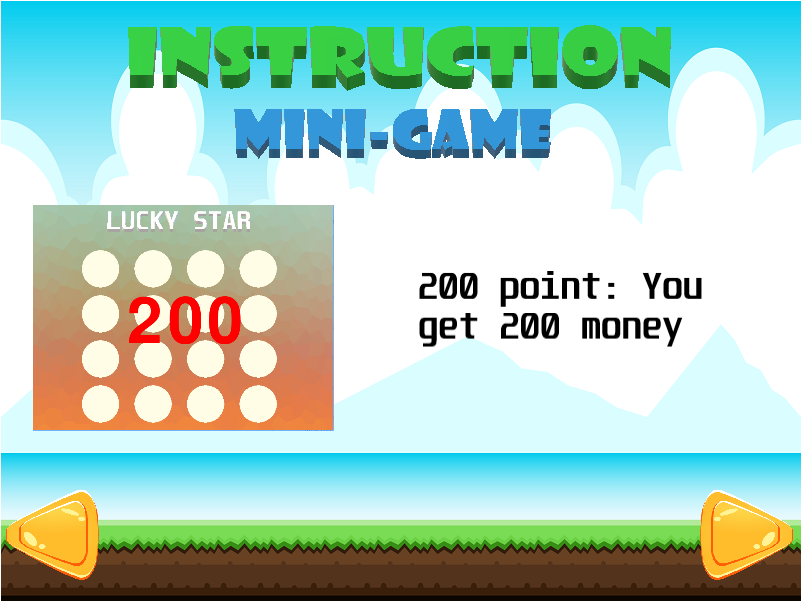 INSTRUCTION
MINI-GAME
LUCKY STAR
200
200 point: You
get 200 money